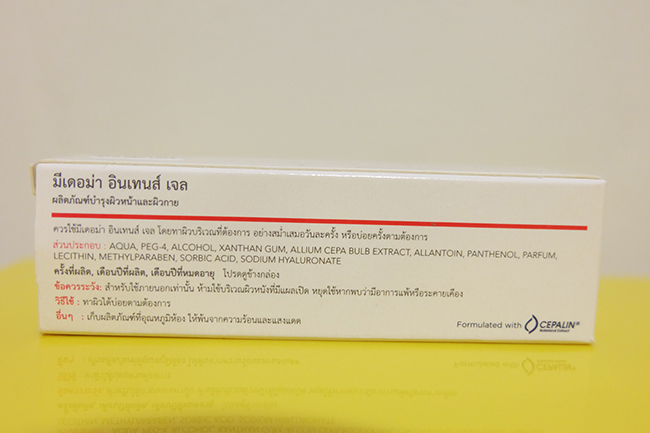 มีเดอม่า อินเทนส์ เจล
ผลิตภัณฑ์บำรุงผิวหน้าและผิวกาย
ควรใช้มีเดอม่า อินเทนส์ เจล โดยทาผิวบริเวณที่ต้องการ อย่างสม่ำเสมอวันละครั้ง หรือบ่อยครั้งตามต้องการ
ส่วนประกอบ : AQUA, PEG-4, ALCOHOL, XANTHAN GUM, ALLIUM CEPA BULB EXTRACT, ALLANTOIN, PANTHENOL, PARFUM,
LECITHIN, METHYLPARABEN, SORBIC ACID, SODIUM HYALURONATE
ครั้งที่ผลิต, เดือนปีที่ผลิต, เดือนปีที่หมดอายุ โปรดดูข้างกล่อง
ข้อควรระวัง: สำหรับใช้ภายนอกเท่านั้น ห้ามใช้บริเวณผิวหนังที่มีแผลเปิด หยุดใช้หากพบว่ามีอาการแพ้หรือระคายเคือง
วิธีใช้ : ทาผิวได้บ่อยตามต้องการ
อื่นๆ : เก็บผลิตภัณฑ์ที่อุณหภูมิห้อง ให้พ้นจากความร้อนและแสงแดด
Formulated with CEPALIN®